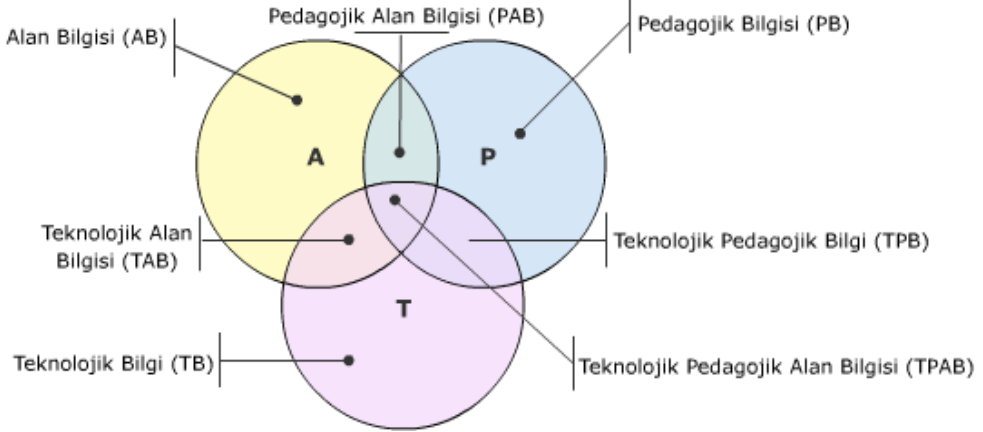 Pedagojik Alan Bilgisi (PAB)
Alan Bilgisi (AB)
Pedagojik Bilgisi (PB)
A
P
Teknolojik Alan
Bilgisi (TAB)
Teknolojik Pedagojik Bilgi (TPB)
T
Teknolojik Bilgi (TB)
Teknolojik Pedagojik Alan Bilgisi (TPAB)